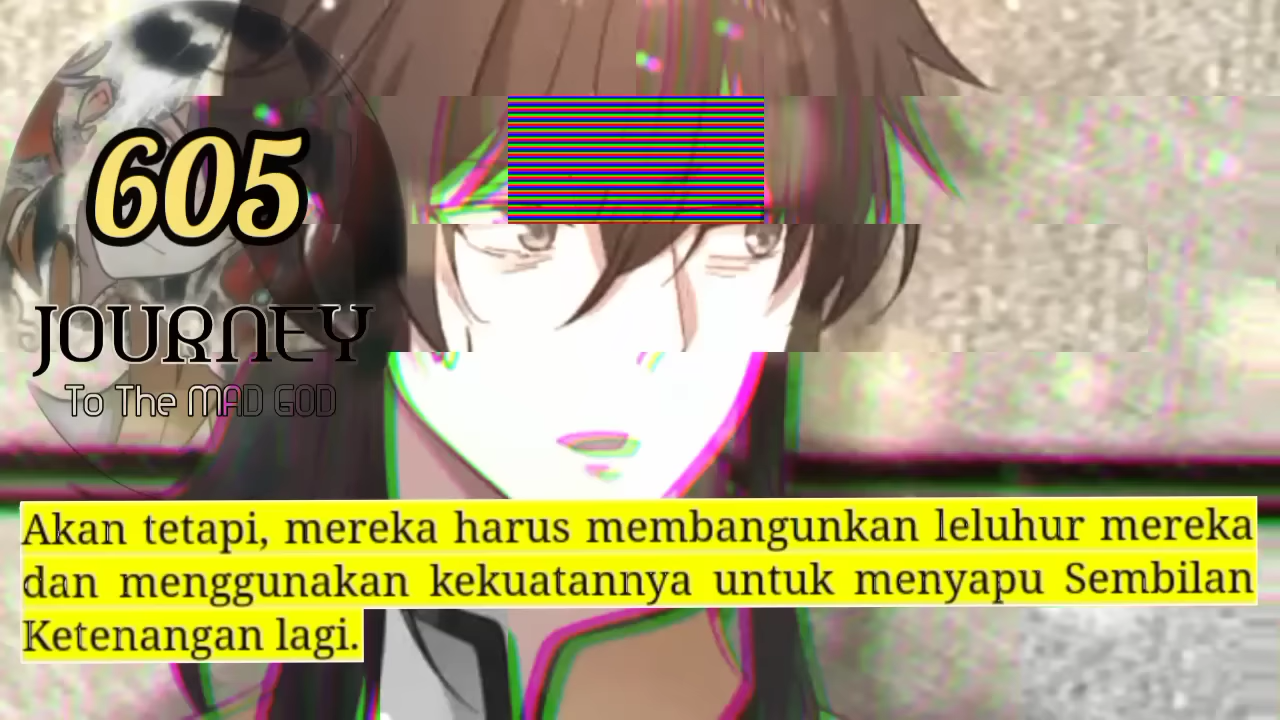 605
JOURNEY
To The MAD GOD
Akan tetapi, mereka harus membangunkan leluhur mereka
dan menggunakan kekuatannya untuk menyapu Sembilan
Ketenangan lagi.